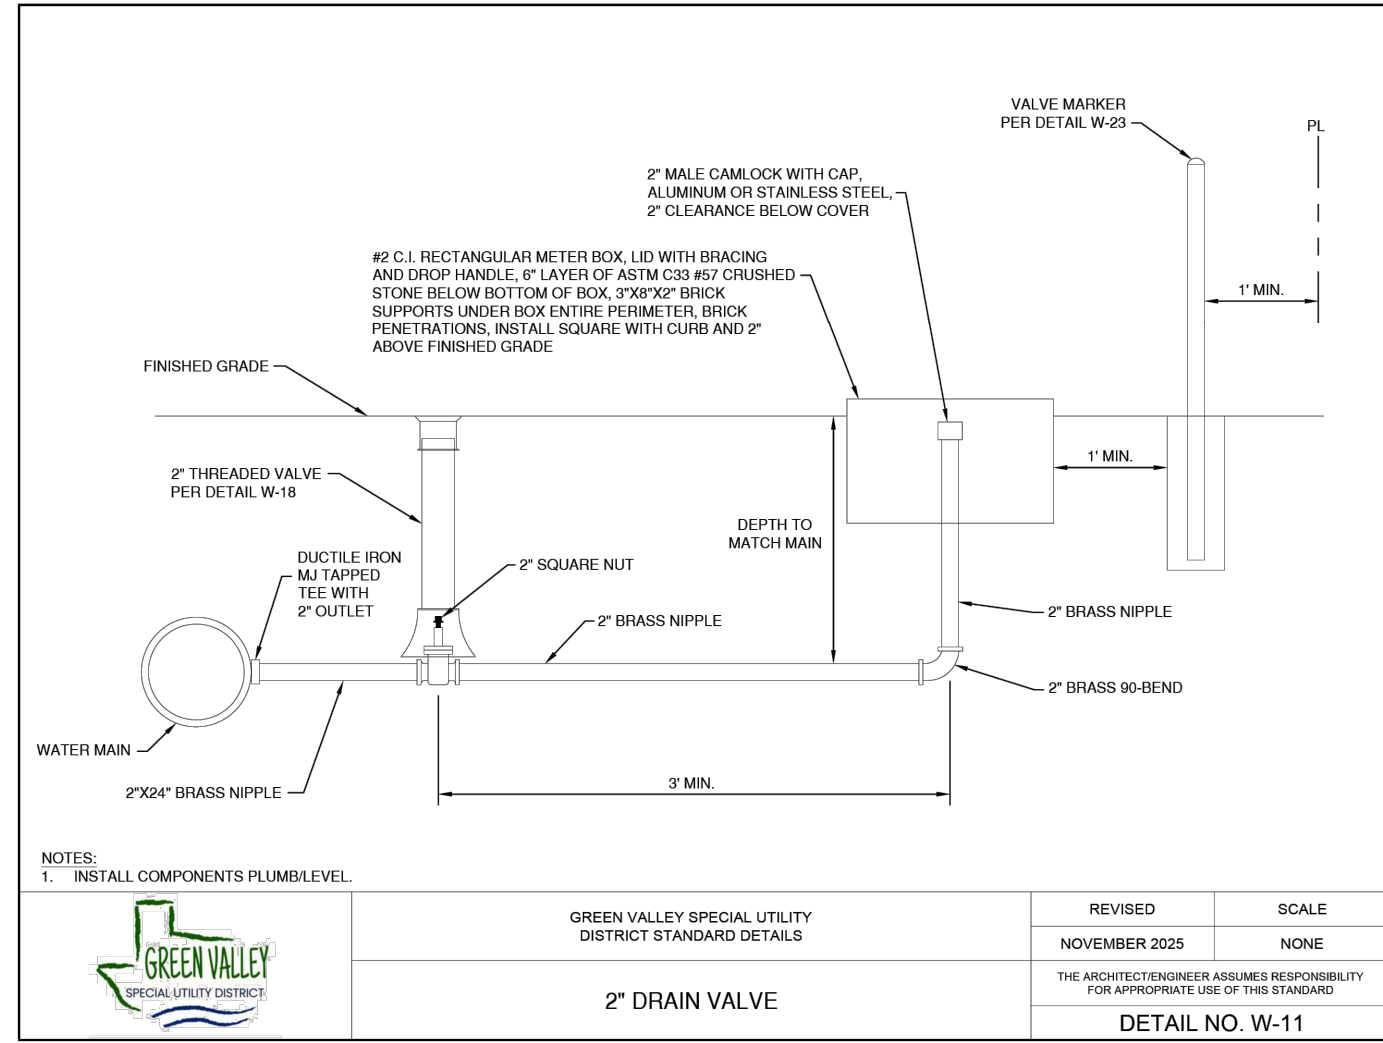 VALVE MARKER
PER DETAIL W-23
PL
2" MALE CAMLOCK WITH CAP,
ALUMINUM OR STAINLESS STEEL,
2" CLEARANCE BELOW COVER
#2 C.I. RECTANGULAR METER BOX, LID WITH BRACING
AND DROP HANDLE, 6" LAYER OF ASTM C33 #57 CRUSHED
STONE BELOW BOTTOM OF BOX, 3"X8"X2" BRICK
SUPPORTS UNDER BOX ENTIRE PERIMETER, BRICK
PENETRATIONS, INSTALL SQUARE WITH CURB AND 2"
ABOVE FINISHED GRADE
1' MIN.
FINISHED GRADE
1' MIN.
2" THREADED VALVE
PER DETAIL W-18
DEPTH TO
MATCH MAIN
DUCTILE IRON
MJ TAPPED
TEE WITH
2" OUTLET
2" SQUARE NUT
2" BRASS NIPPLE
2" BRASS NIPPLE
2" BRASS 90-BEND
WATER MAIN
2"X24" BRASS NIPPLE
3' MIN.
NOTES:
1. INSTALL COMPONENTS PLUMB/LEVEL.
GREEN VALLEY
SPECIAL UTILITY DISTRICT
GREEN VALLEY SPECIAL UTILITY
DISTRICT STANDARD DETAILS
2" DRAIN VALVE
REVISED
SCALE
NOVEMBER 2025
NONE
THE ARCHITECT/ENGINEER ASSUMES RESPONSIBILITY
FOR APPROPRIATE USE OF THIS STANDARD
DETAIL NO. W-11